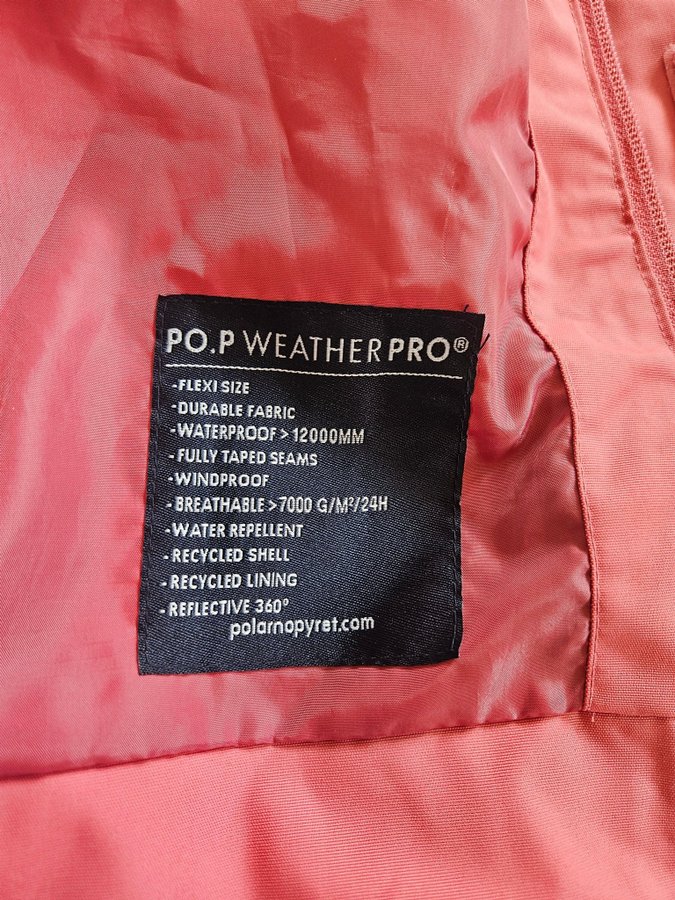 PO.P WEATHERPRO®
-FLEXI SIZE
-DURABLE FABRIC
-WATERPROOF>12000MM
-FULLY TAPED SEAMS
-WINDPROOF
-BREATHABLE>7000 G/M²/24H
-WATER REPELLENT
-RECYCLED SHELL
-RECYCLED LINING
-REFLECTIVE 360°
polarnopyret.com